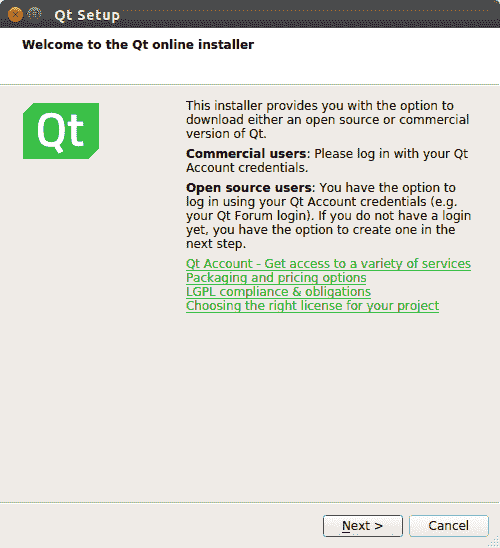 Qt Setup
Welcome to the Qt online installer
Qt
This installer provides you with the option to
download either an open source or commercial
version of Qt.
Commercial users: Please log in with your Qt
Account credentials.
Open source users: You have the option to
log in using your Qt Account credentials (e.g.
your Qt Forum login). If you do not have a login
yet, you have the option to create one in the
next step.
Qt Account - Get access to a variety of services
Packaging and pricing options
LGPL compliance & obligations
Choosing the right license for your project
Next >
Cancel